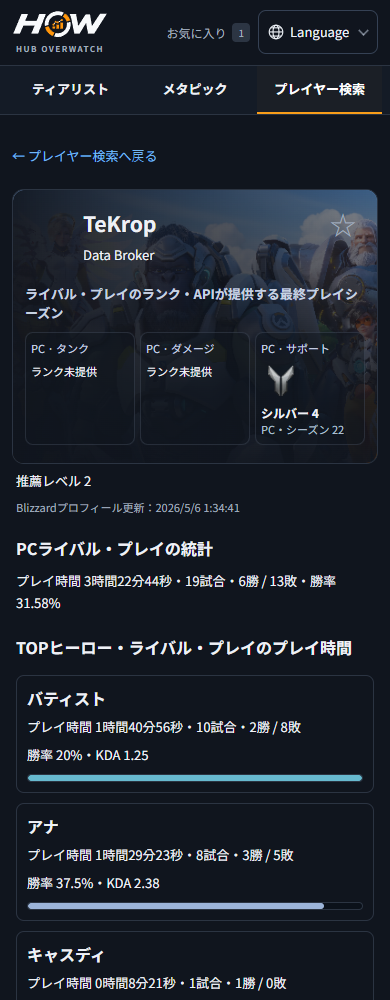 HOW
HUB OVERWATCH
お気に入り 1
Language
ティアリスト
メタピック
プレイヤー検索
← プレイヤー検索へ戻る
TeKrop
Data Broker
ライバル・プレイのランク・APIが提供する最終プレイシ
ーズン
PC · タンク
ランク未提供
PC · ダメージ
ランク未提供
PC · サポート
シルバー 4
PC・シーズン 22
推薦レベル 2
Blizzardプロフィール更新：2026/5/6 1:34:41
PCライバル・プレイの統計
プレイ時間 3時間22分44秒・19試合・6勝 / 13敗・勝率
31.58%
TOPヒーロー・ライバル・プレイのプレイ時間
バティスト
プレイ時間 1時間40分56秒・10試合・2勝 / 8敗
勝率 20%・KDA 1.25
アナ
プレイ時間 1時間29分23秒・8試合・3勝 / 5敗
勝率 37.5%・KDA 2.38
キャスディ
プレイ時間 0時間8分21秒・1試合・1勝 / 0敗